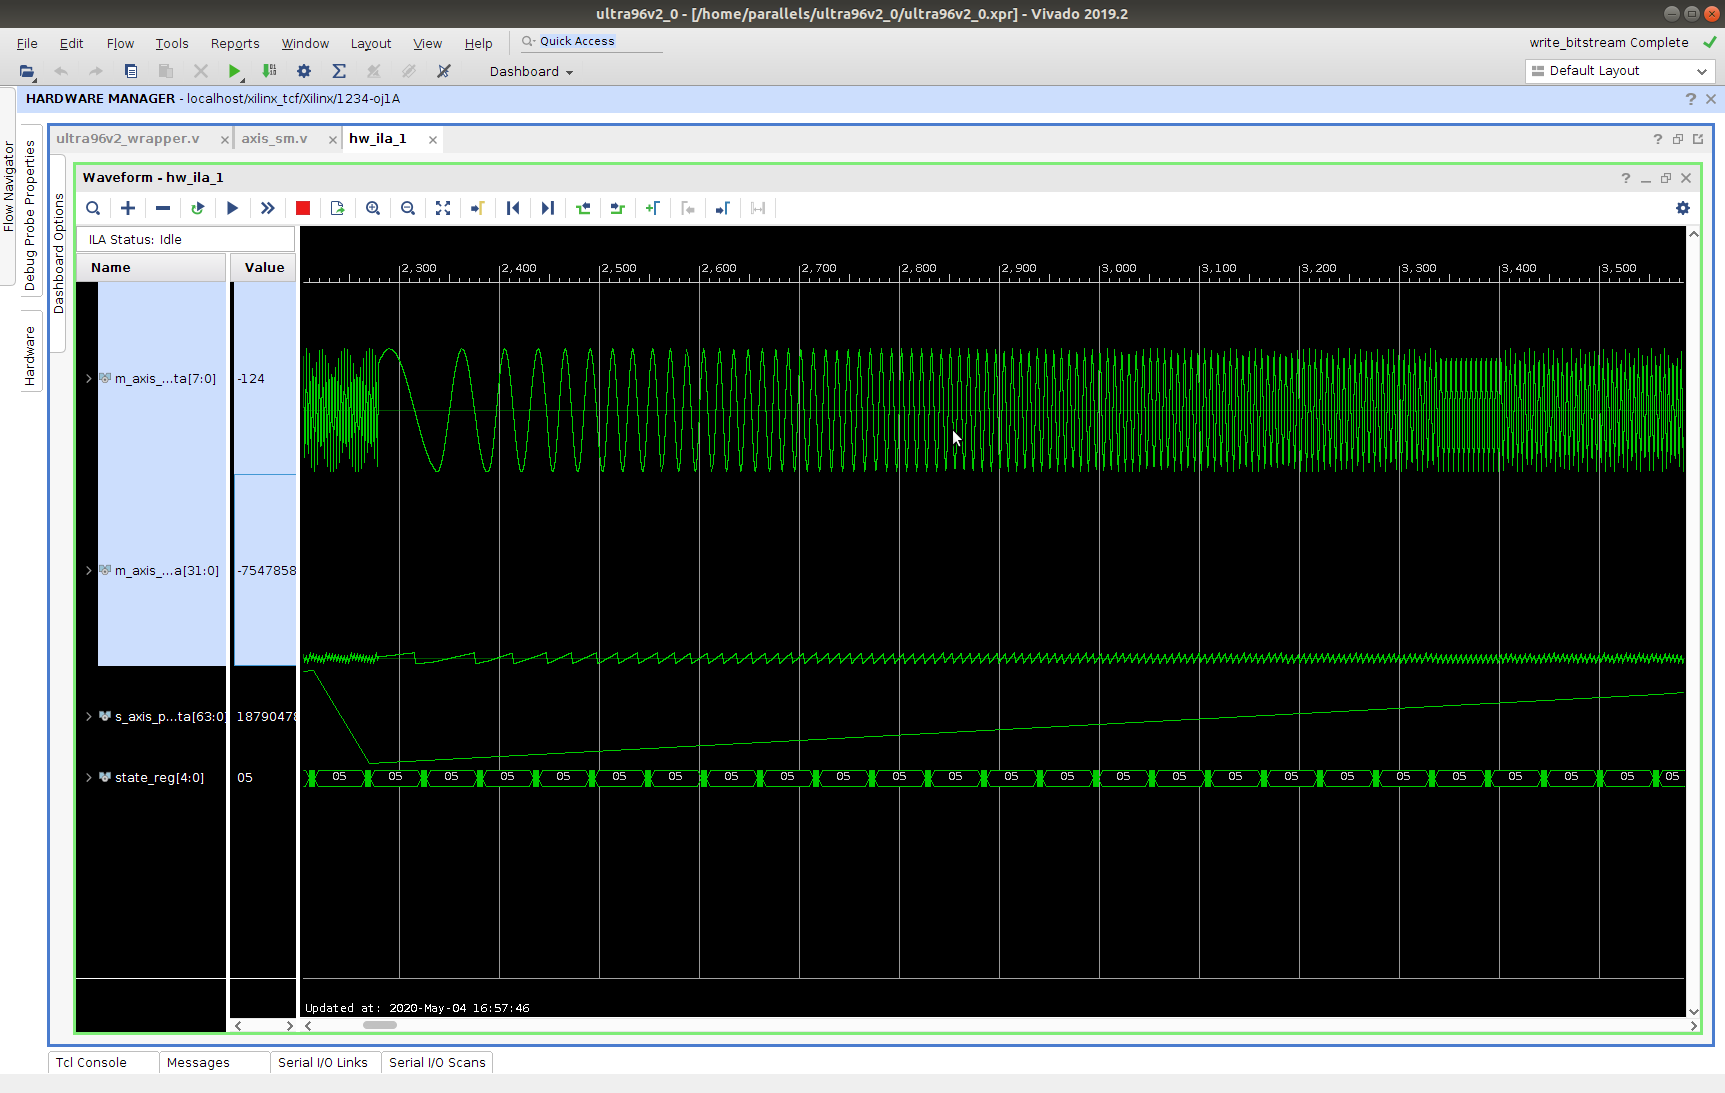 ultra96v2_0 - [/home/parallels/ultra96v2_0/ultra96v2_0.xpr] - Vivado 2019.2
File Edit Flow Tools Reports Window Layout View Help Quick Access write_bitstream Complete
Dashboard Default Layout
HARDWARE MANAGER - localhost/xilinx_tcf/Xilinx/1234-oj1A
Flow Navigator
Debug Probe Properties
Hardware
Dashboard Options
ultra96v2_wrapper.v axis_sm.v hw_ila_1
Waveform - hw_ila_1
ILA Status: Idle
Name Value
2,300 2,400 2,500 2,600 2,700 2,800 2,900 3,000 3,100 3,200 3,300 3,400 3,500
m_axis_...ta[7:0] -124
m_axis_...a[31:0] -7547858
s_axis_p...ta[63:0] 18790478
state_reg[4:0] 05 05 05 05 05 05 05 05 05 05 05 05 05 05 05 05 05 05 05 05 05 05 05 05 05 05
Updated at: 2020-May-04 16:57:46
Tcl Console Messages Serial I/O Links Serial I/O Scans